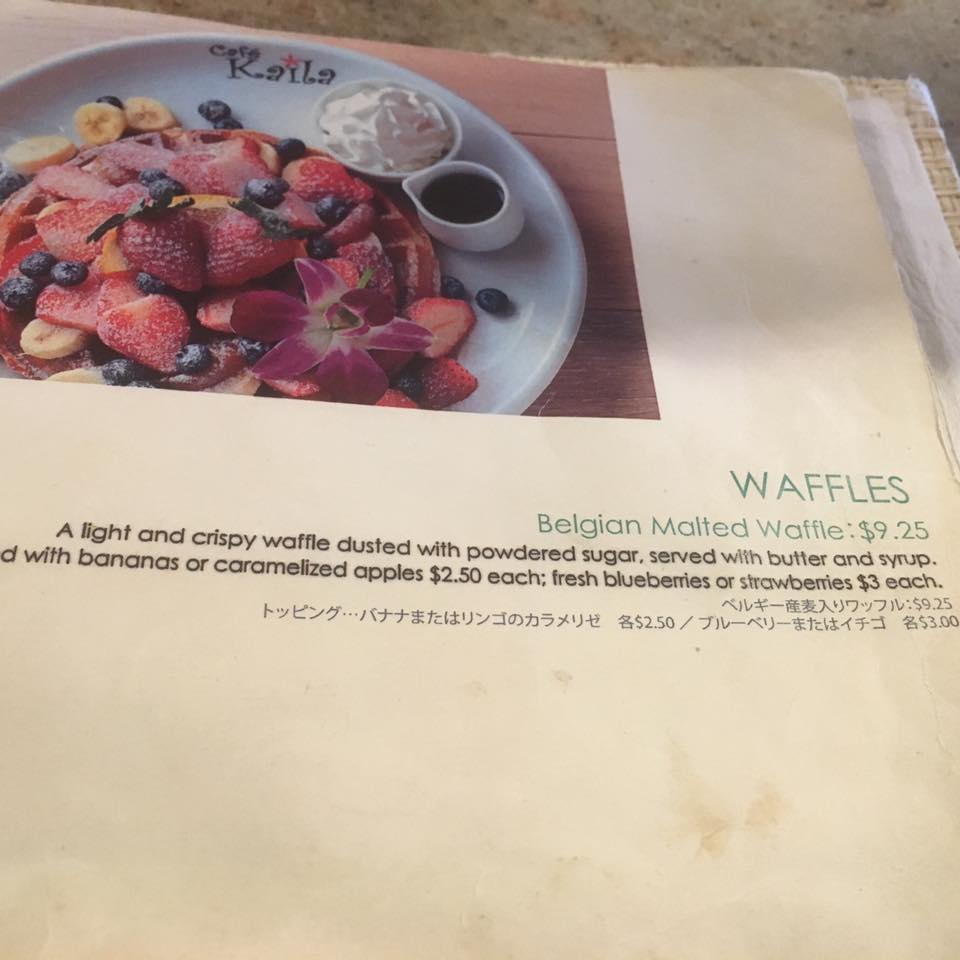 Café
Kaila
WAFFLES
Belgian Malted Waffle: $9.25
A light and crispy waffle dusted with powdered sugar, served with butter and syrup.
with bananas or caramelized apples $2.50 each; fresh blueberries or strawberries $3 each.
ベルギー産麦入りワッフル：$9.25
トッピング…バナナまたはリンゴのカラメリゼ　各$2.50 / ブルーベリーまたはイチゴ　各$3.00